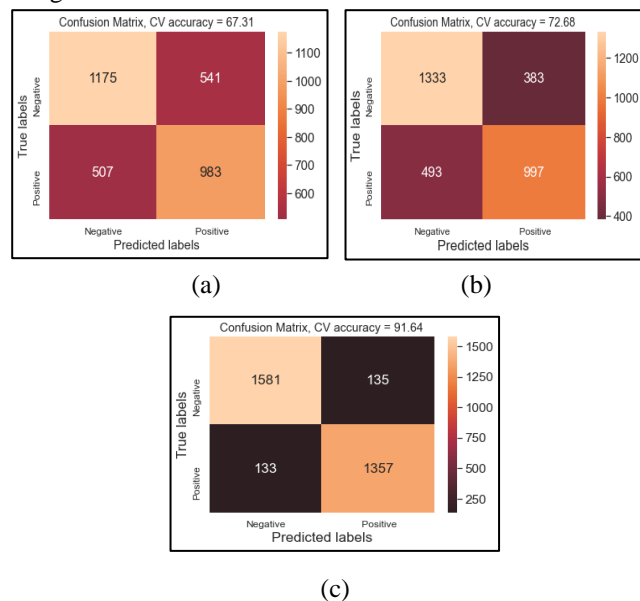 Confusion Matrix, CV accuracy = 67.31
True labels
Negative
Positive
1175
541
507
983
1100
1000
900
800
700
600
Negative
Positive
Predicted labels
(a)
Confusion Matrix, CV accuracy = 72.68
True labels
Negative
Positive
1333
383
493
997
1200
1000
800
600
400
Negative
Positive
Predicted labels
(b)
Confusion Matrix, CV accuracy = 91.64
True labels
Negative
Positive
1581
135
133
1357
1500
1250
1000
750
500
250
Negative
Positive
Predicted labels
(c)